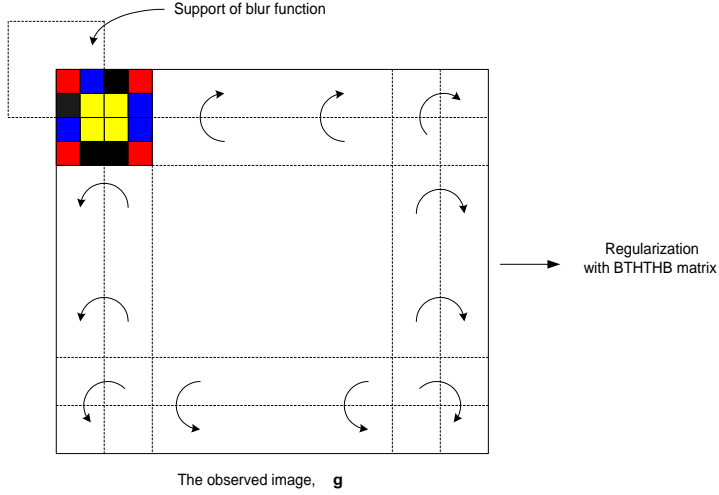 Support of blur function
Regularization
with BTHTHB matrix
The observed image, g